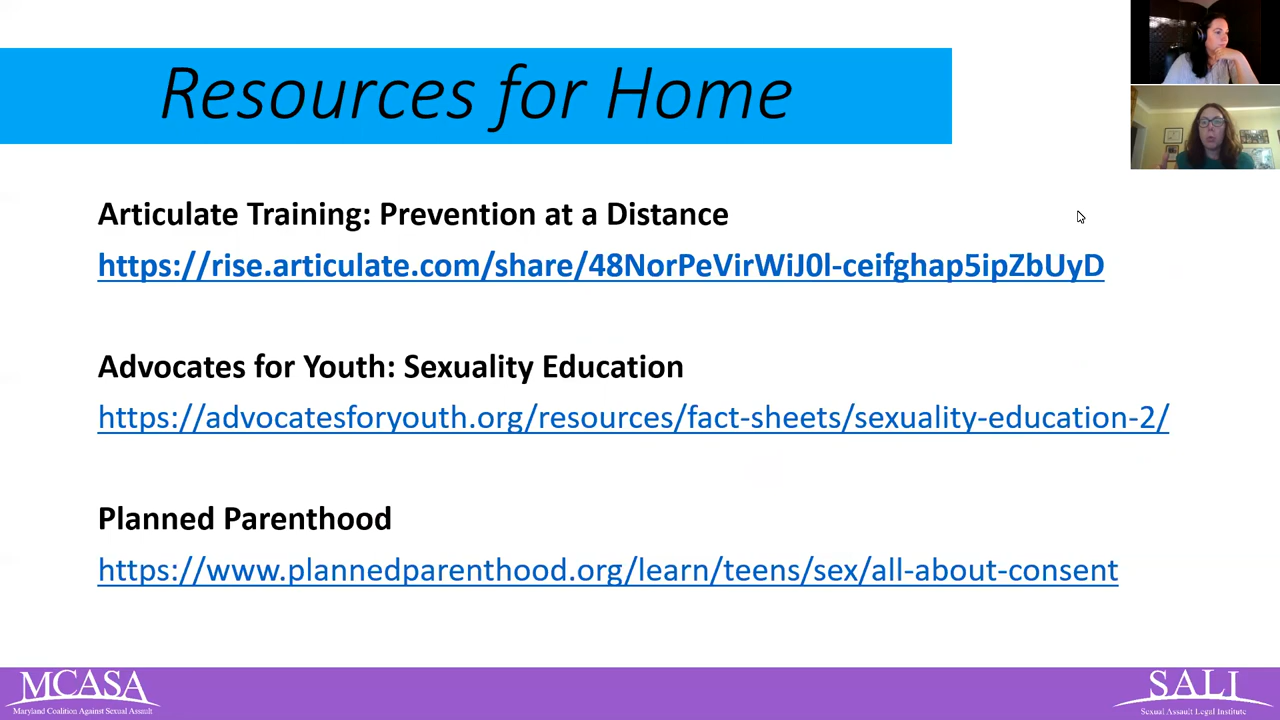 Resources for Home
Articulate Training: Prevention at a Distance
https://rise.articulate.com/share/48NorPeVirWiJ0l-ceifghap5ipZbUyD
Advocates for Youth: Sexuality Education
https://advocatesforyouth.org/resources/fact-sheets/sexuality-education-2/
Planned Parenthood
https://www.plannedparenthood.org/learn/teens/sex/all-about-consent
MCASA
Maryland Coalition Against Sexual Assault
SALI
Sexual Assault Legal Institute